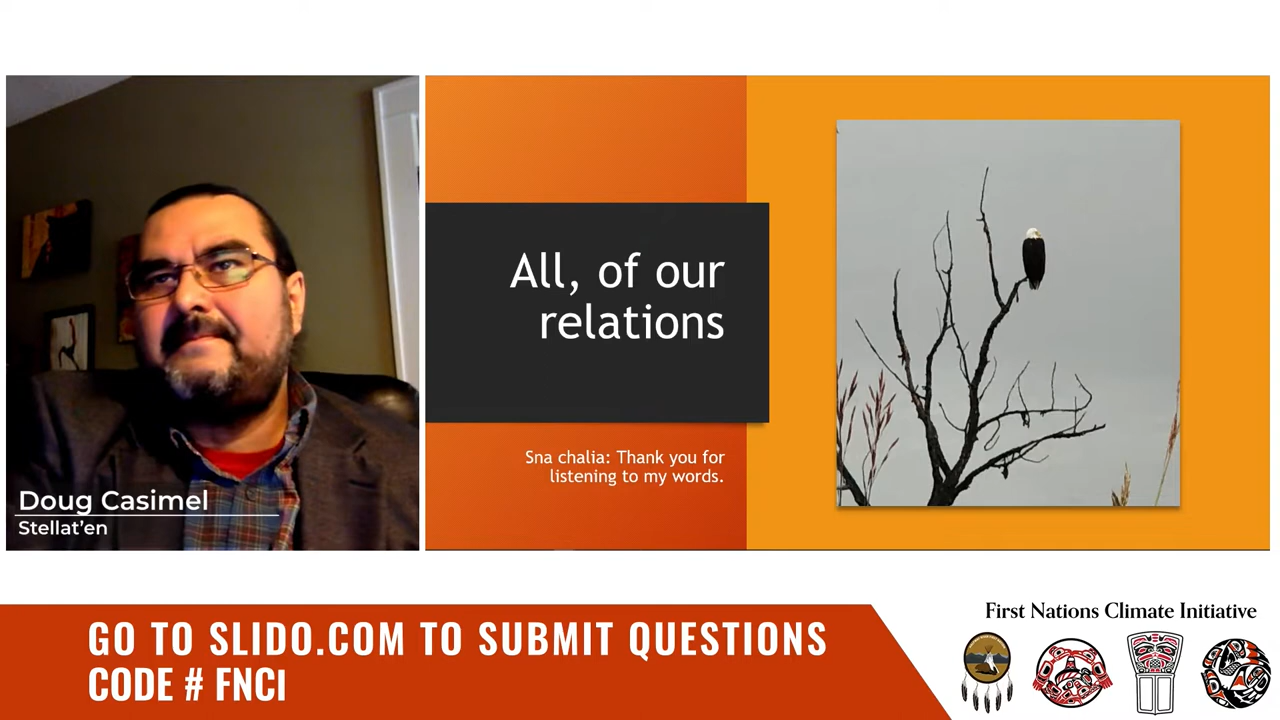 Doug Casimel
Stellat'en
All, of our
relations
Sna chalia: Thank you for
listening to my words.
GO TO SLIDO.COM TO SUBMIT QUESTIONS
CODE # FNCI
First Nations Climate Initiative